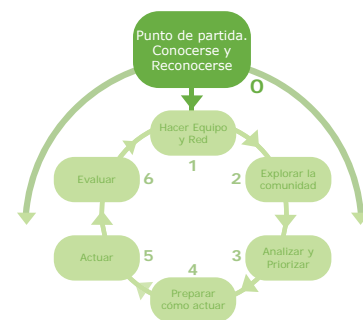 Punto de partida.
Conocerse y
Reconocerse
0
Hacer Equipo
y Red
1
2
Explorar la
comunidad
3
Analizar y
Priorizar
4
Preparar
cómo actuar
5
Actuar
6
Evaluar